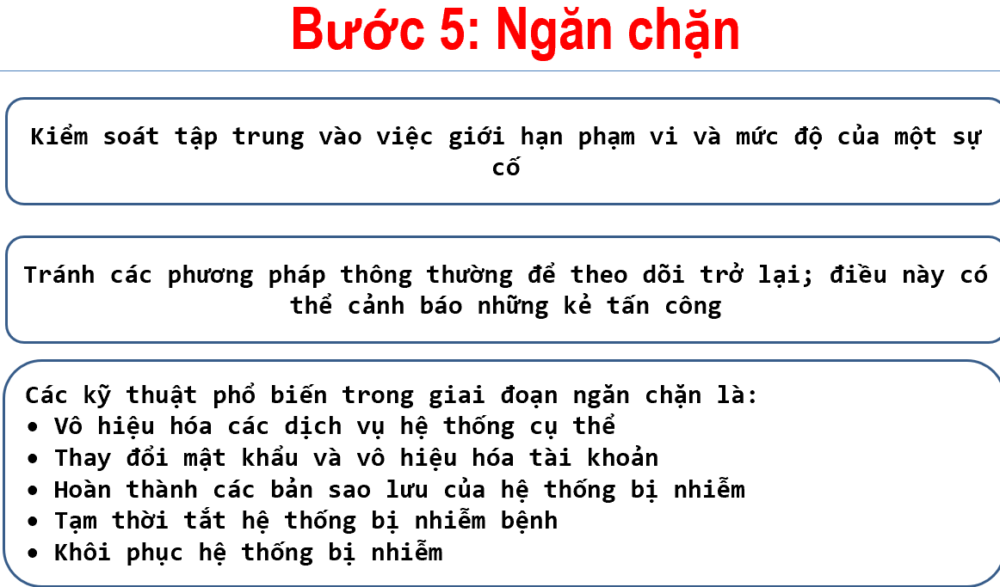 Bước 5: Ngăn chặn
Kiểm soát tập trung vào việc giới hạn phạm vi và mức độ của một sự
cố
Tránh các phương pháp thông thường để theo dõi trở lại; điều này có
thể cảnh báo những kẻ tấn công
Các kỹ thuật phổ biến trong giai đoạn ngăn chặn là:
• Vô hiệu hóa các dịch vụ hệ thống cụ thể
• Thay đổi mật khẩu và vô hiệu hóa tài khoản
• Hoàn thành các bản sao lưu của hệ thống bị nhiễm
• Tạm thời tắt hệ thống bị nhiễm bệnh
• Khôi phục hệ thống bị nhiễm